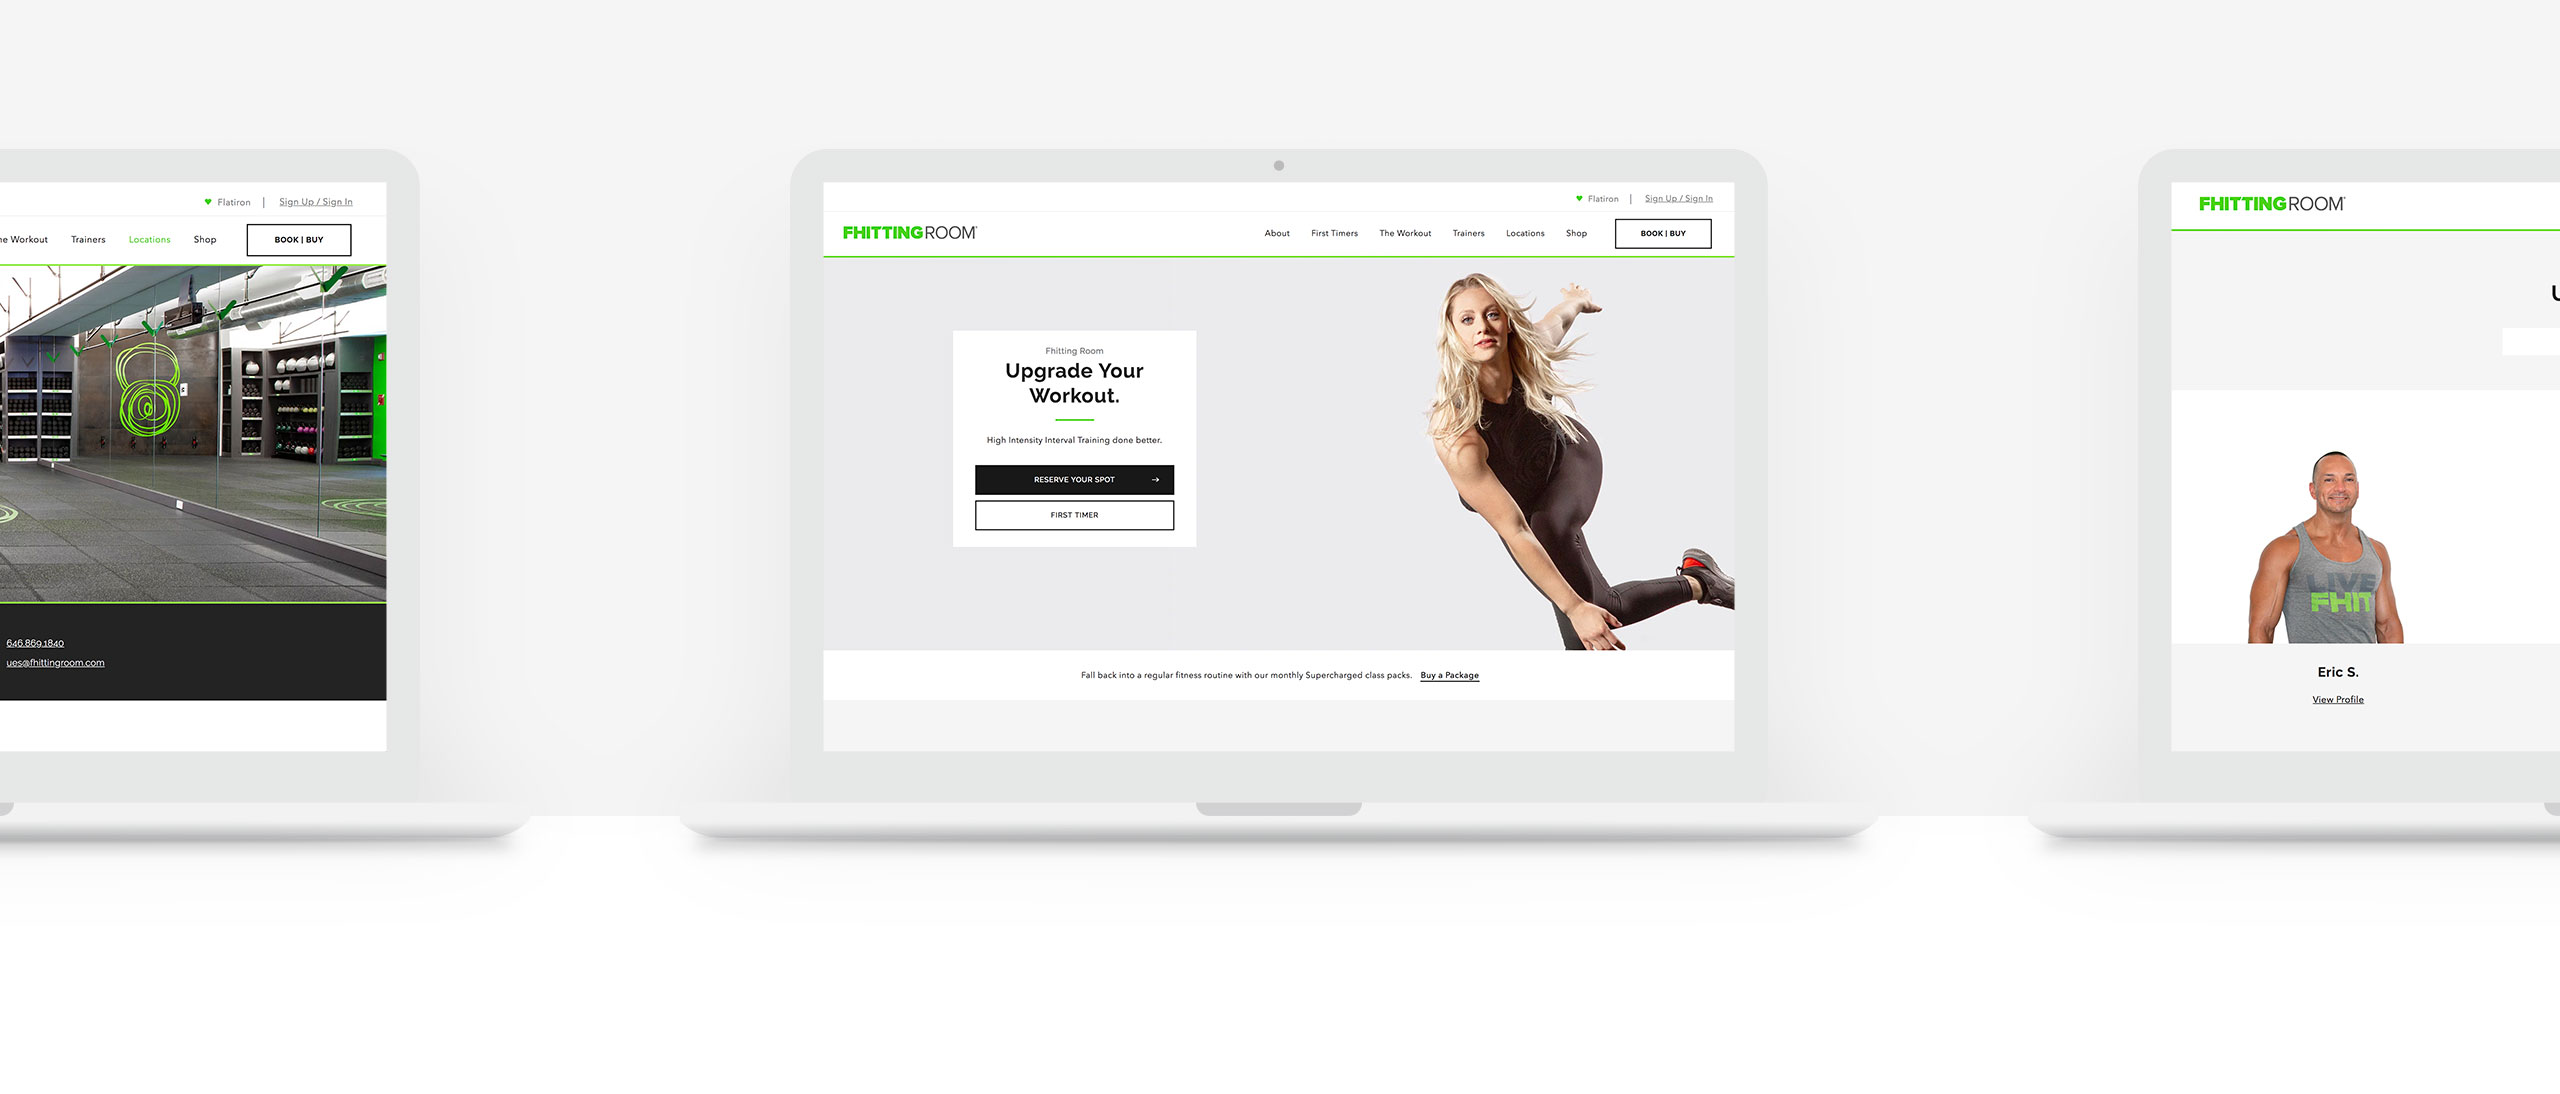 Flatiron | Sign Up / Sign In
The Workout Trainers Locations Shop BOOK | BUY
646.869.1840
ues@fhittingroom.com
Flatiron | Sign Up / Sign In
FHITTINGROOM
About First Timers The Workout Trainers Locations Shop BOOK | BUY
Fhitting Room
Upgrade Your
Workout.
High Intensity Interval Training done better.
RESERVE YOUR SPOT →
FIRST TIMER
Fall back into a regular fitness routine with our monthly Supercharged class packs. Buy a Package
FHITTINGROOM
LIVE
FHIT
Eric S.
View Profile